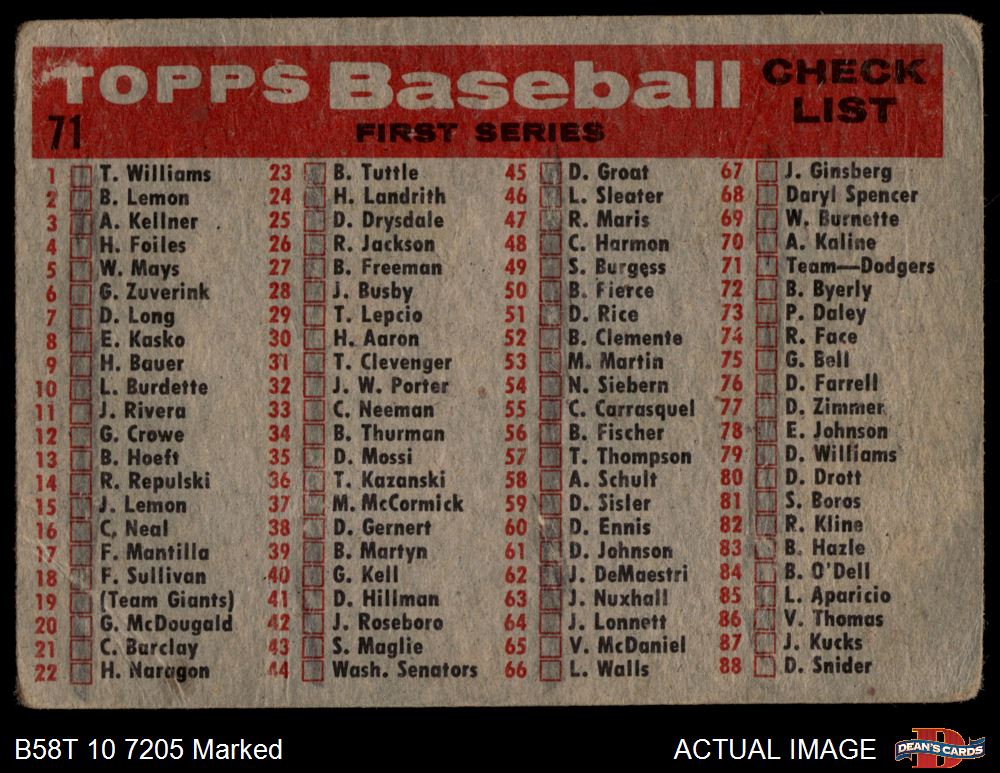 TOPPS Baseball CHECK LIST
71 FIRST SERIES
1 T. Williams
2 B. Lemon
3 A. Kellner
4 H. Foiles
5 W. Mays
6 G. Zuverink
7 D. Long
8 E. Kasko
9 H. Bauer
10 L. Burdette
11 J. Rivera
12 G. Crowe
13 B. Hoeft
14 R. Repulski
15 J. Lemon
16 C. Neal
17 F. Mantilla
18 F. Sullivan
19 (Team Giants)
20 G. McDougald
21 C. Barclay
22 H. Naragon
23 B. Tuttle
24 H. Landrith
25 D. Drysdale
26 R. Jackson
27 B. Freeman
28 J. Busby
29 T. Lepcio
30 H. Aaron
31 T. Clevenger
32 J. W. Porter
33 C. Neeman
34 B. Thurman
35 D. Mossi
36 T. Kazanski
37 M. McCormick
38 D. Gernert
39 B. Martyn
40 G. Kell
41 D. Hillman
42 J. Roseboro
43 S. Maglie
44 Wash. Senators
45 D. Groat
46 L. Sleater
47 R. Maris
48 C. Harmon
49 S. Burgess
50 B. Pierce
51 D. Rice
52 B. Clemente
53 M. Martin
54 N. Siebern
55 C. Carrasquel
56 B. Fischer
57 T. Thompson
58 A. Schult
59 D. Sisler
60 D. Ennis
61 D. Johnson
62 J. DeMaestri
63 J. Nuxhall
64 J. Lonnett
65 V. McDaniel
66 L. Walls
67 J. Ginsberg
68 Daryl Spencer
69 W. Burnette
70 A. Kaline
71 Team—Dodgers
72 B. Byerly
73 P. Daley
74 R. Face
75 G. Bell
76 D. Farrell
77 D. Zimmer
78 E. Johnson
79 D. Williams
80 D. Drott
81 S. Boros
82 R. Kline
83 B. Hazle
84 B. O'Dell
85 L. Aparicio
86 V. Thomas
87 J. Kucks
88 D. Snider
B58T 10 7205 Marked
ACTUAL IMAGE
DEAN'S CARDS